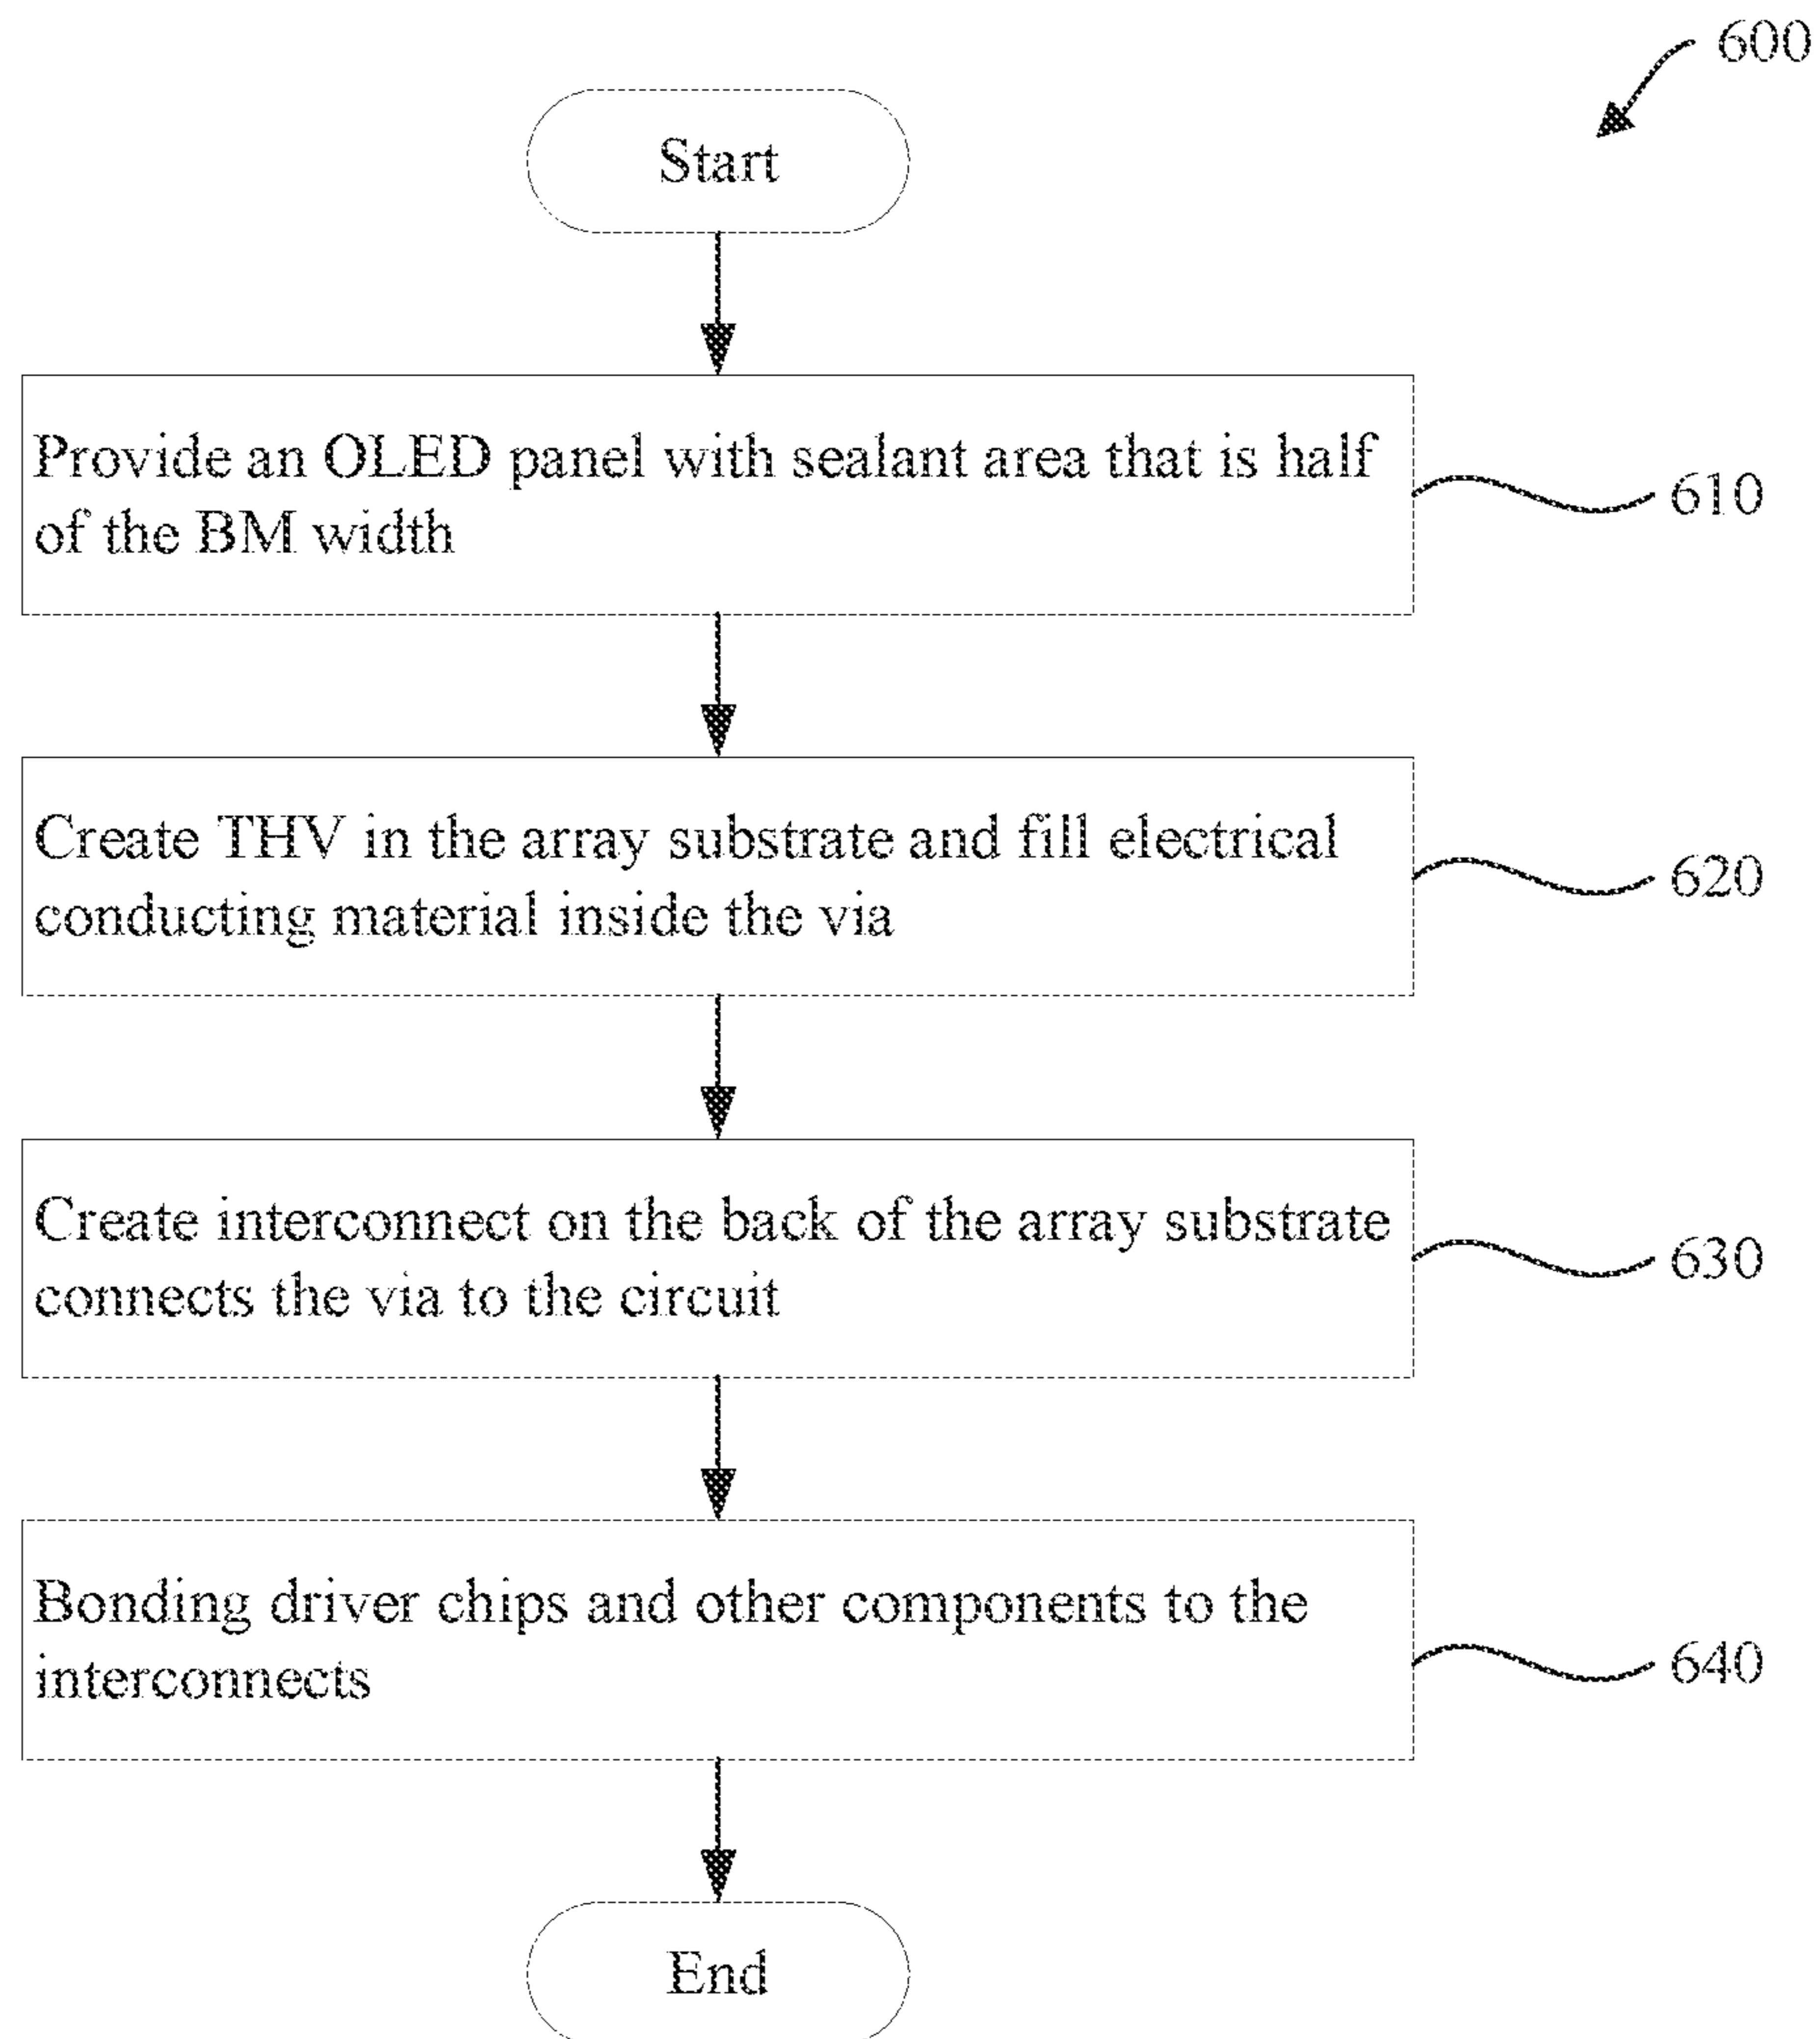 600
Start
Provide an OLED panel with sealant area that is half
of the BM width
610
Create THV in the array substrate and fill electrical
conducting material inside the via
620
Create interconnect on the back of the array substrate
connects the via to the circuit
630
Bonding driver chips and other components to the
interconnects
640
End